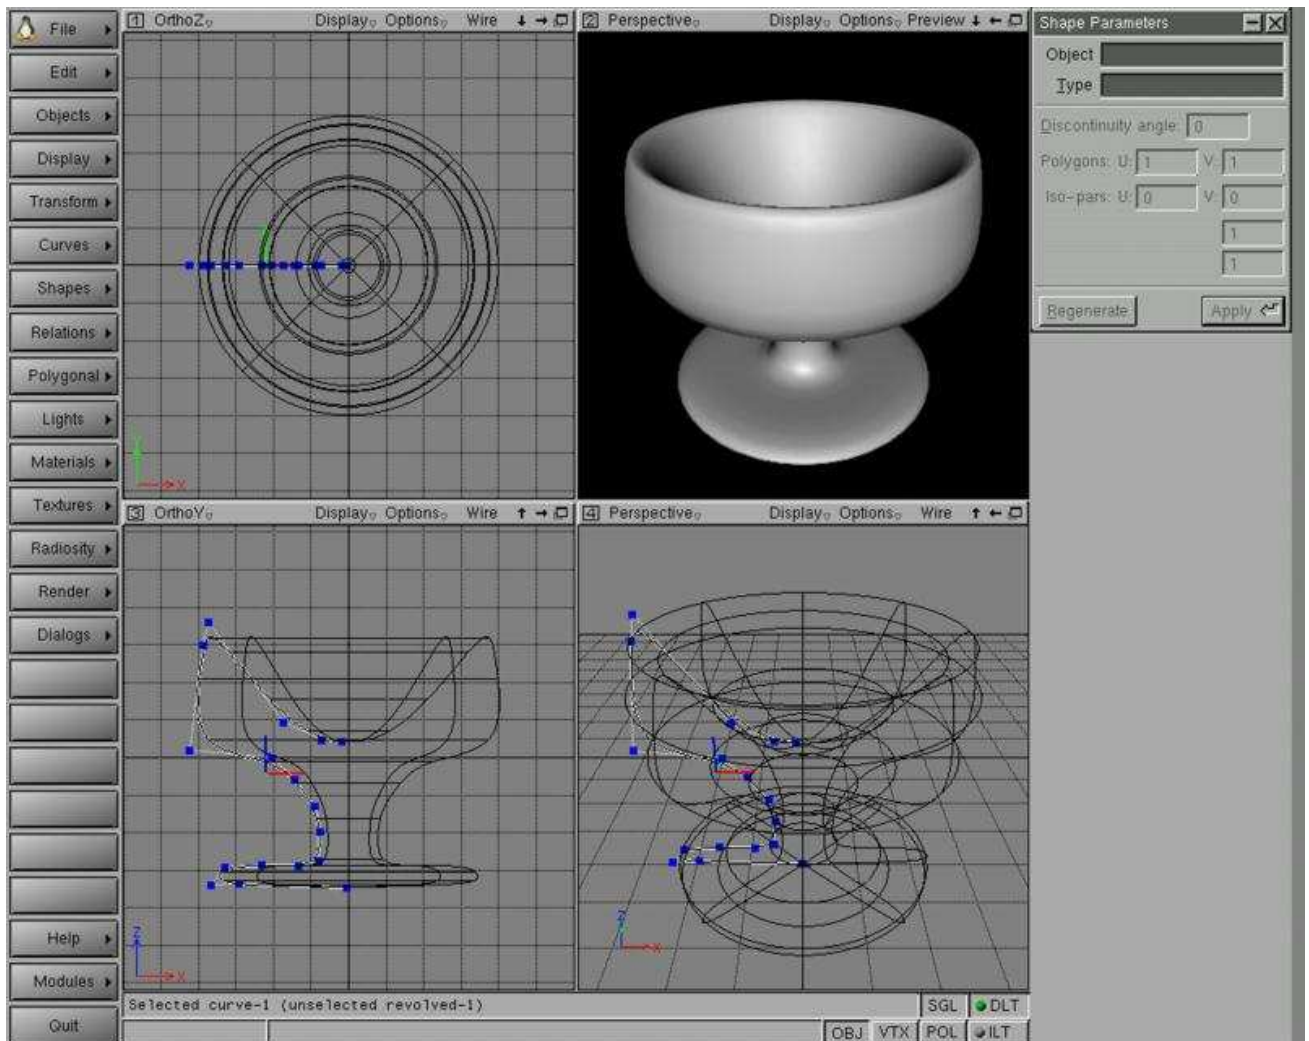 File
Edit
Objects
Display
Transform
Curves
Shapes
Relations
Polygonal
Lights
Materials
Textures
Radiosity
Render
Dialogs
Help
Modules
Quit
1 OrthoZ Display Options Wire
Y
X
2 Perspective Display Options Preview
3 OrthoY Display Options Wire
Z
X
4 Perspective Display Options Wire
Z
X
Selected curve-1 (unselected revolved-1)
SGL DLT
OBJ VTX POL ILT
Shape Parameters
Object
Type
Discontinuity angle: 0
Polygons: U: 1 V: 1
Iso-pars: U: 0 V: 0
1
1
Regenerate Apply